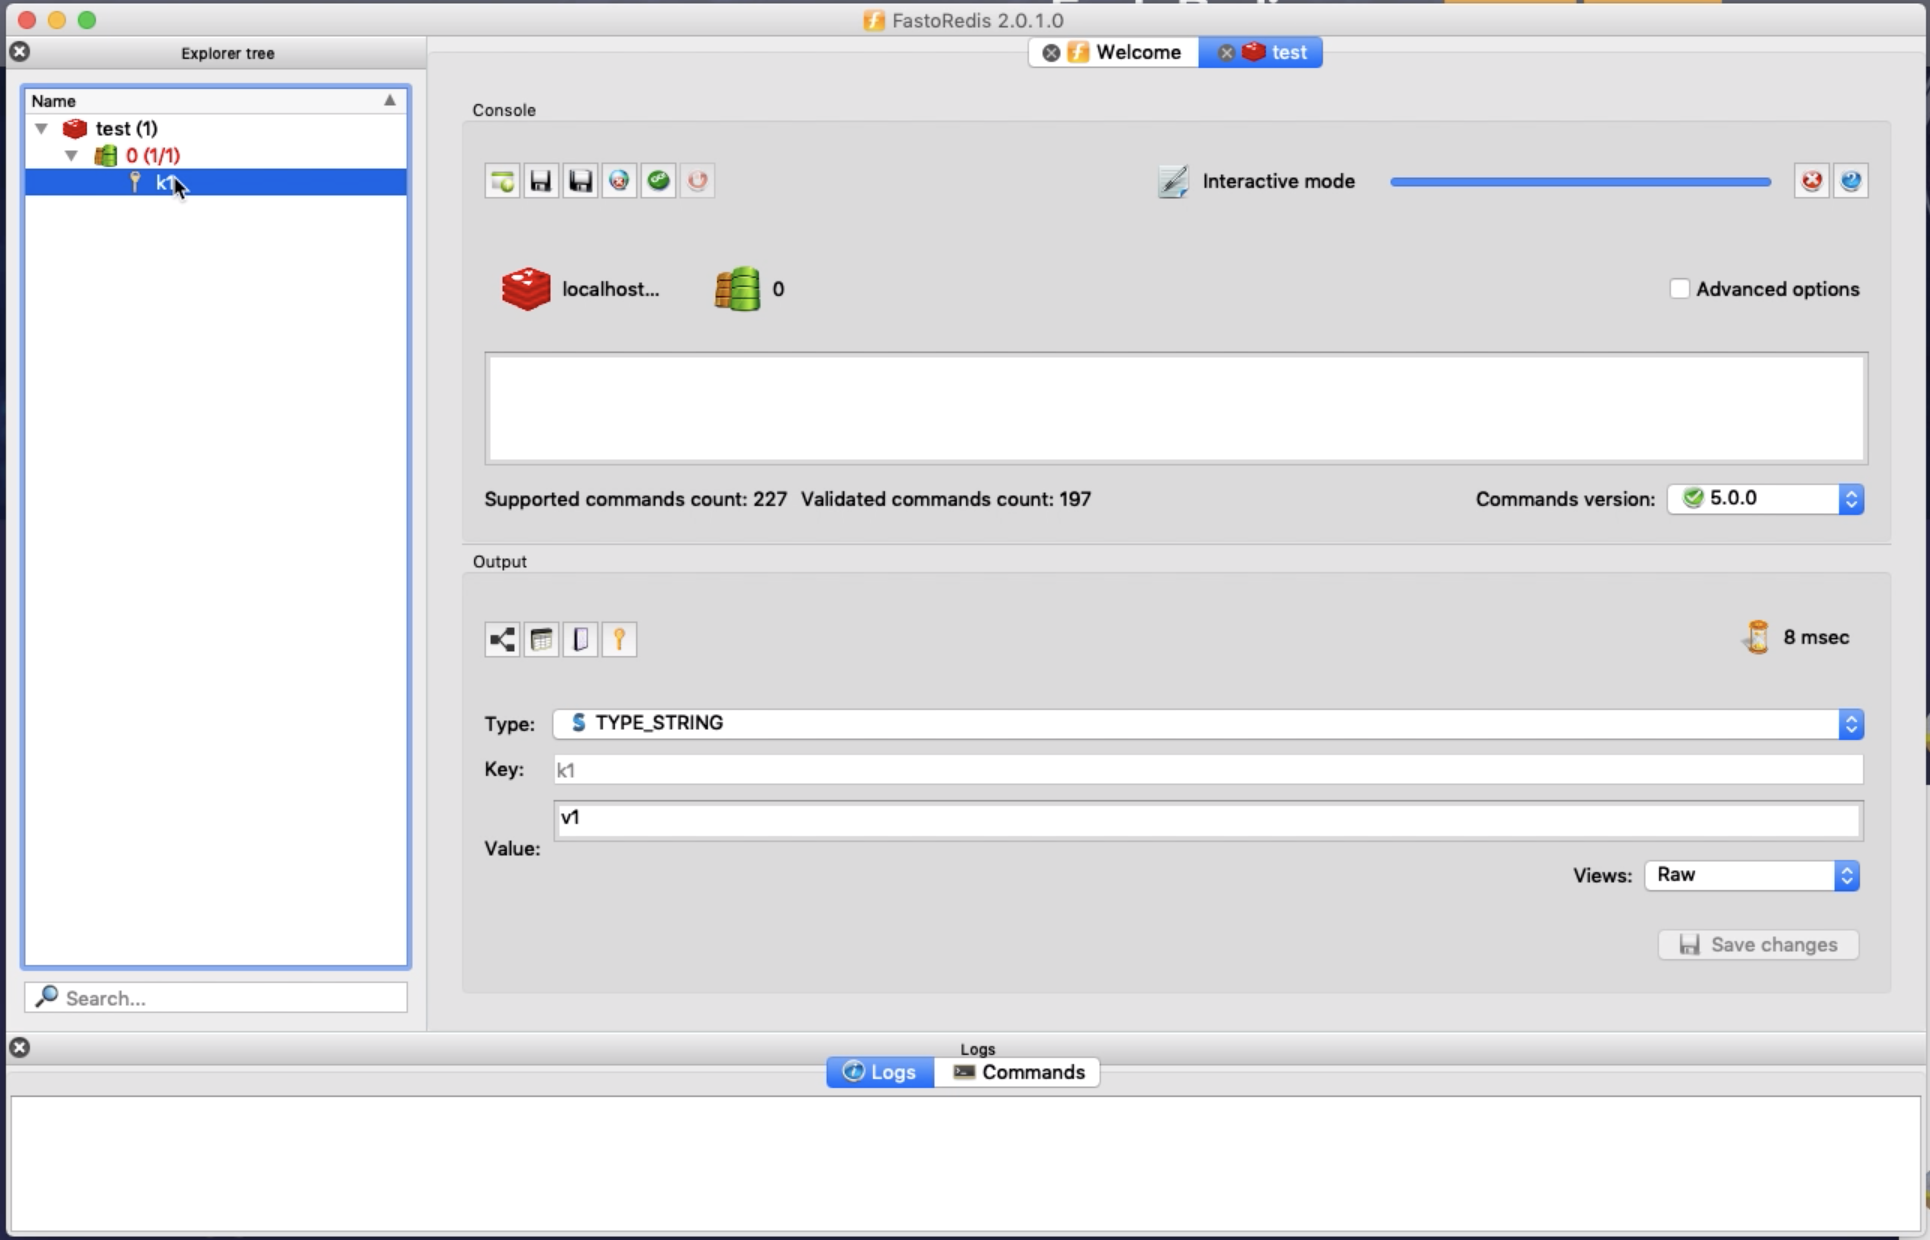 FastoRedis 2.0.1.0
Explorer tree
Welcome
test
Name
test (1)
0 (1/1)
k1
Search...
Console
Interactive mode
localhost...
0
Advanced options
Supported commands count: 227 Validated commands count: 197
Commands version: 5.0.0
Output
8 msec
Type: S TYPE_STRING
Key: k1
Value: v1
Views: Raw
Save changes
Logs
Logs
Commands